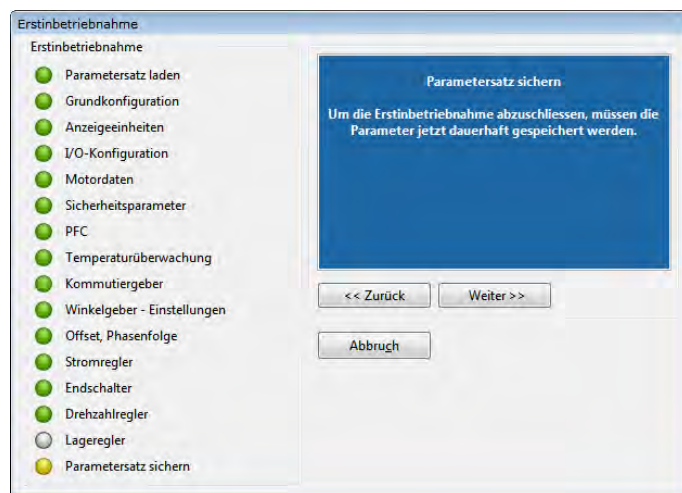 Erstinbetriebnahme
Erstinbetriebnahme
Parametersatz laden
Grundkonfiguration
Anzeigeeinheiten
I/O-Konfiguration
Motordaten
Sicherheitsparameter
PFC
Temperaturüberwachung
Kommutiergeber
Winkelgeber - Einstellungen
Offset, Phasenfolge
Stromregler
Endschalter
Drehzahlregler
Lageregler
Parametersatz sichern
Parametersatz sichern
Um die Erstinbetriebnahme abzuschliessen, müssen die
Parameter jetzt dauerhaft gespeichert werden.
<< Zurück
Weiter >>
Abbruch